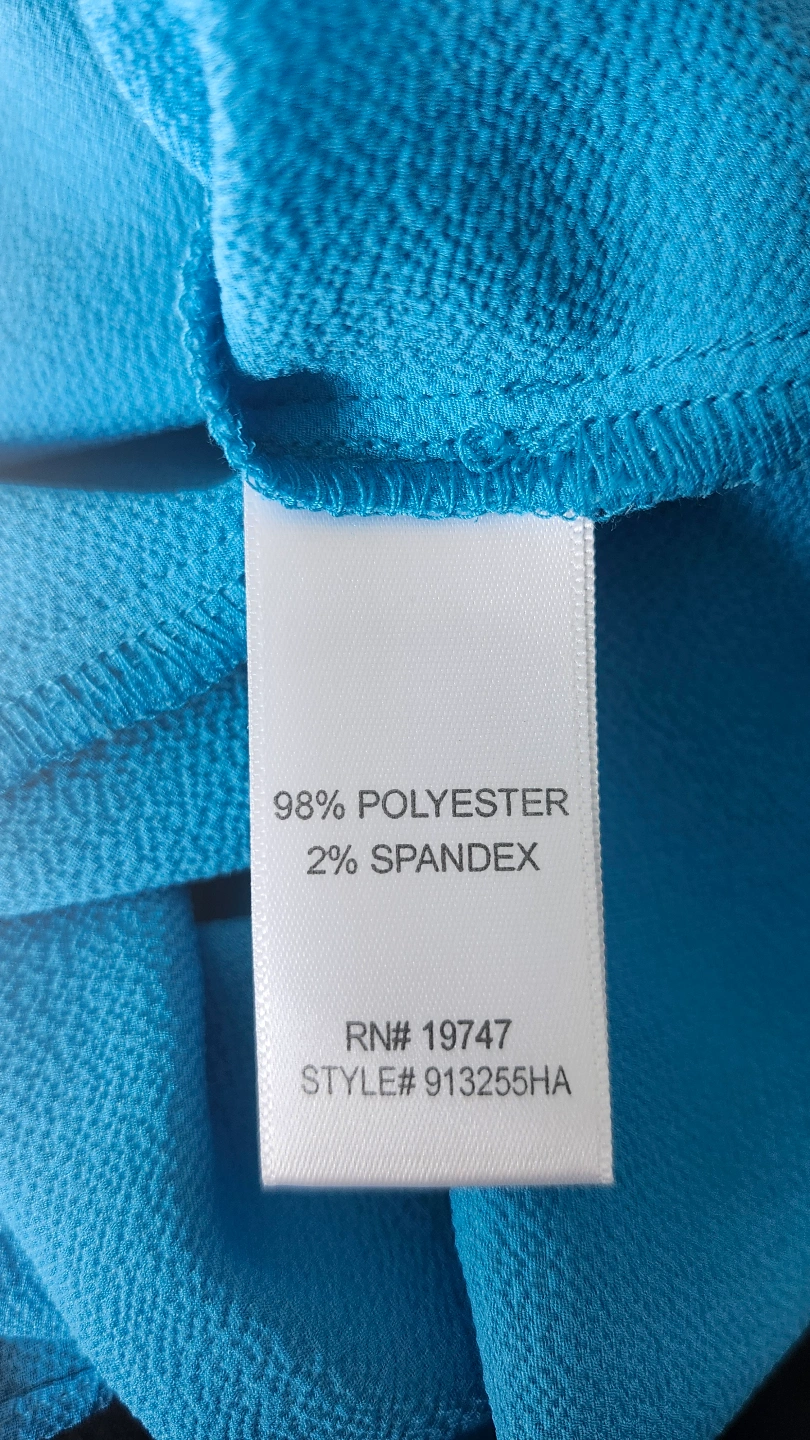 98% POLYESTER
2% SPANDEX
RN# 19747
STYLE# 913255HA